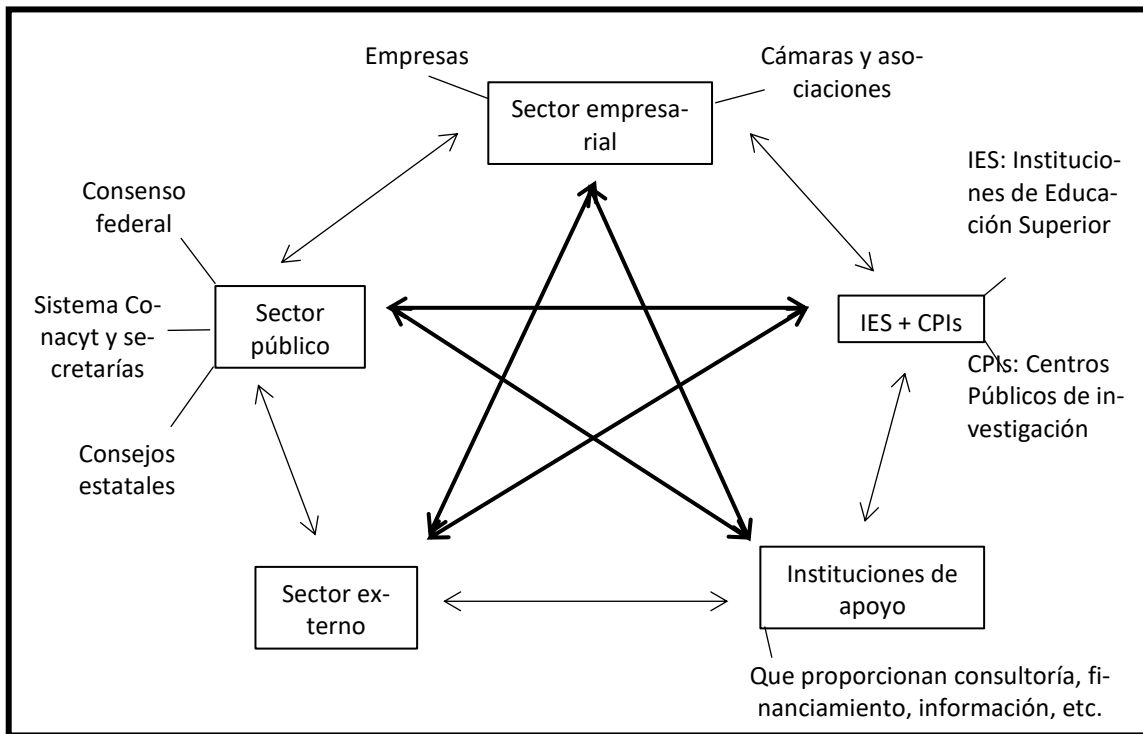 Empresas
Cámaras y aso-
ciaciones
Sector empresa-
rial
IES: Institucio-
nes de Educa-
ción Superior
Consenso
federal
Sistema Co-
nacyt y se-
cretarías
Sector
público
IES + CPIs
CPIs: Centros
Públicos de in-
vestigación
Consejos
estatales
Sector ex-
terno
Instituciones de
apoyo
Que proporcionan consultoría, fi-
nanciamiento, información, etc.